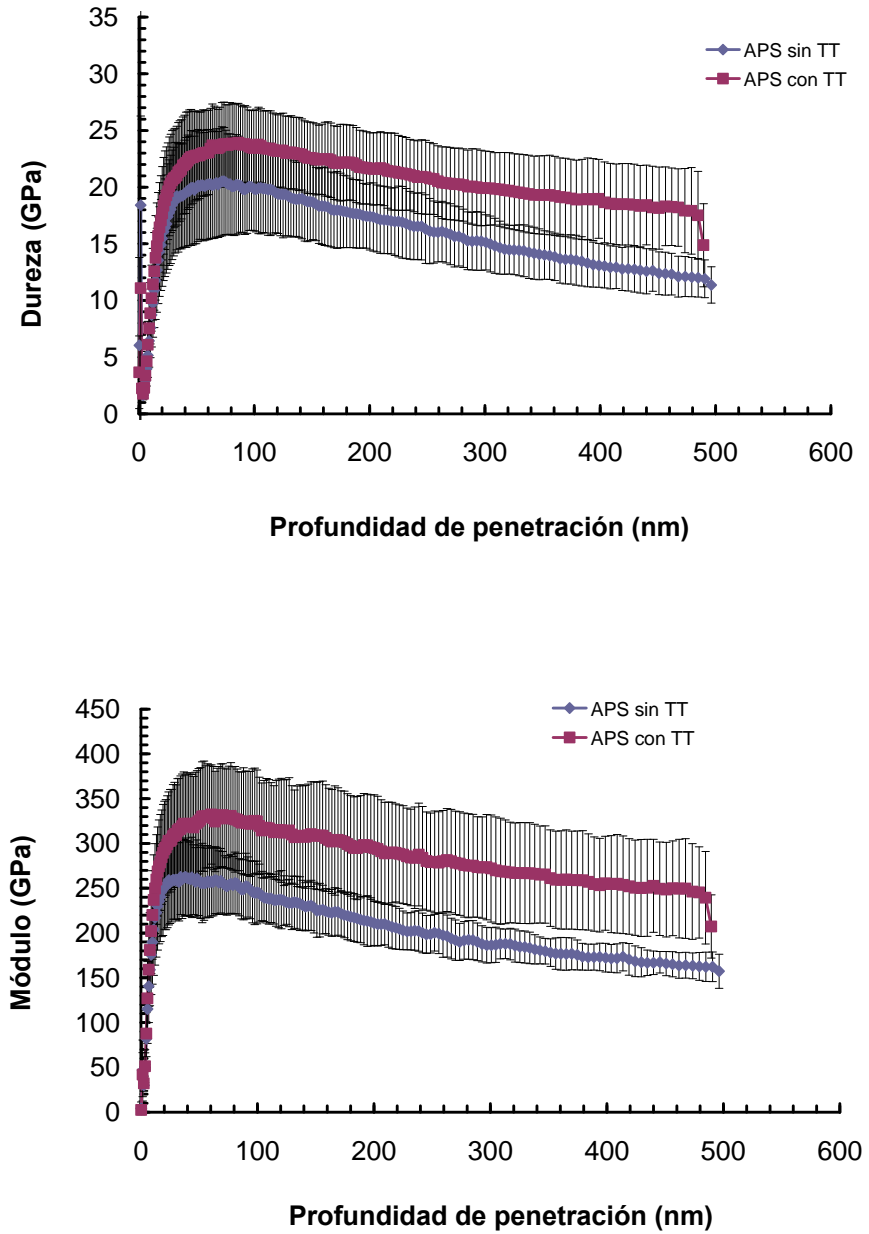 35
30
25
20
15
10
5
0
Dureza (GPa)
APS sin TT
APS con TT
0 100 200 300 400 500 600
Profundidad de penetración (nm)
450
400
350
300
250
200
150
100
50
0
Módulo (GPa)
APS sin TT
APS con TT
0 100 200 300 400 500 600
Profundidad de penetración (nm)